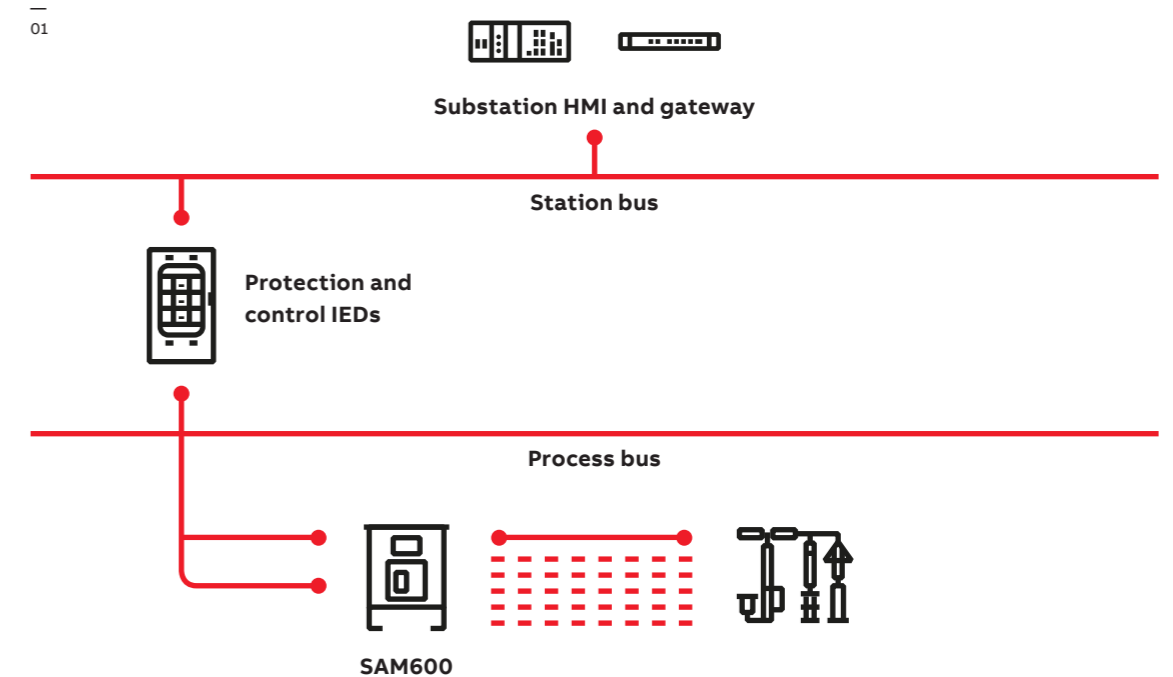 01
Substation HMI and gateway
Station bus
Protection and
control IEDs
Process bus
SAM600